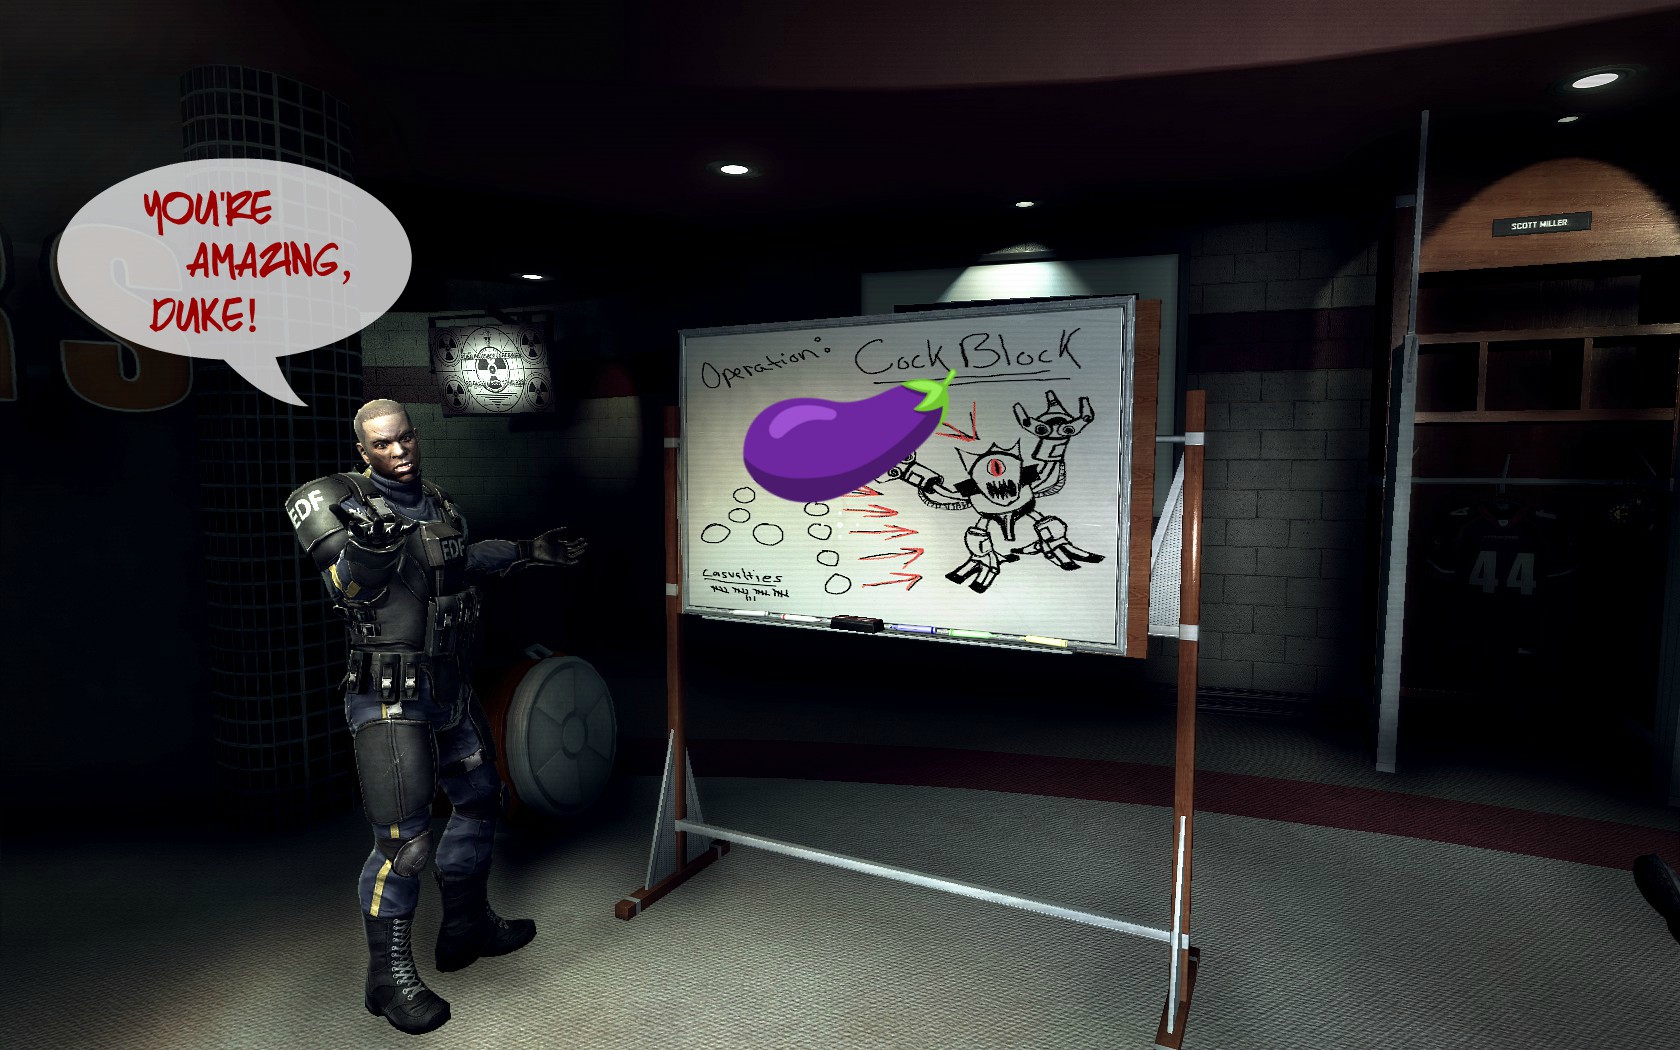 YOU'RE
AMAZING,
DUKE!
Operation: Cock Block
Casualties
EDF
EDF
SCOTT MILLER
44
S